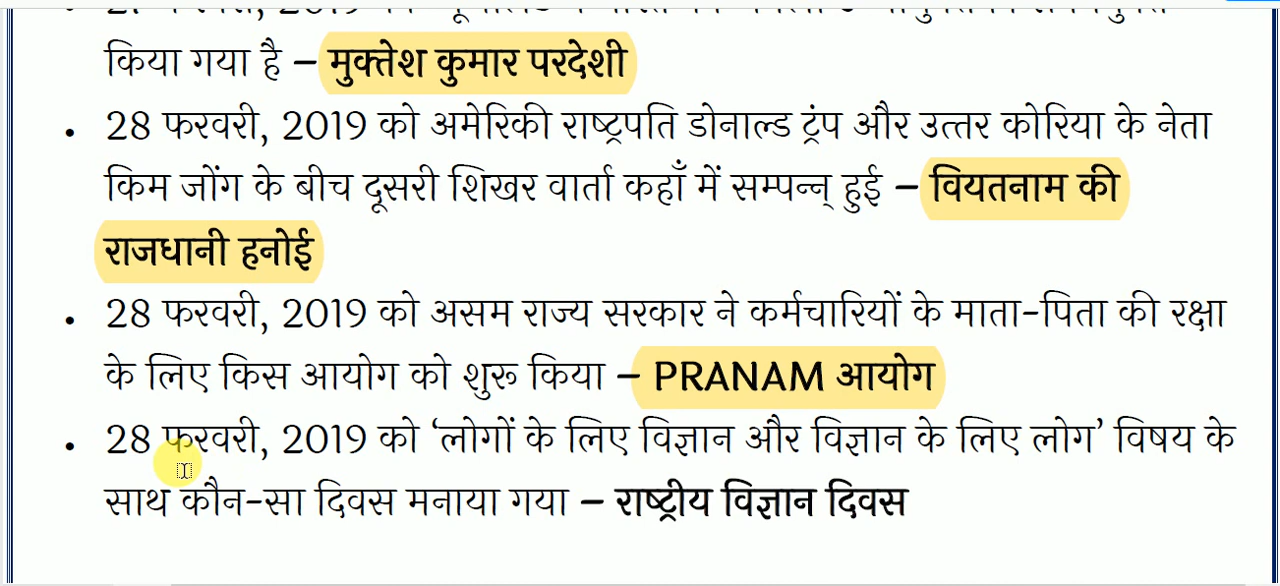 किया गया है – मुक्तेश कुमार परदेशी
• 28 फरवरी, 2019 को अमेरिकी राष्ट्रपति डोनाल्ड ट्रंप और उत्तर कोरिया के नेता
किम जोंग के बीच दूसरी शिखर वार्ता कहाँ में सम्पन्न् हुई – वियतनाम की
राजधानी हनोई
• 28 फरवरी, 2019 को असम राज्य सरकार ने कर्मचारियों के माता-पिता की रक्षा
के लिए किस आयोग को शुरू किया – PRANAM आयोग
• 28 फरवरी, 2019 को ‘लोगों के लिए विज्ञान और विज्ञान के लिए लोग’ विषय के
साथ कौन-सा दिवस मनाया गया – राष्ट्रीय विज्ञान दिवस